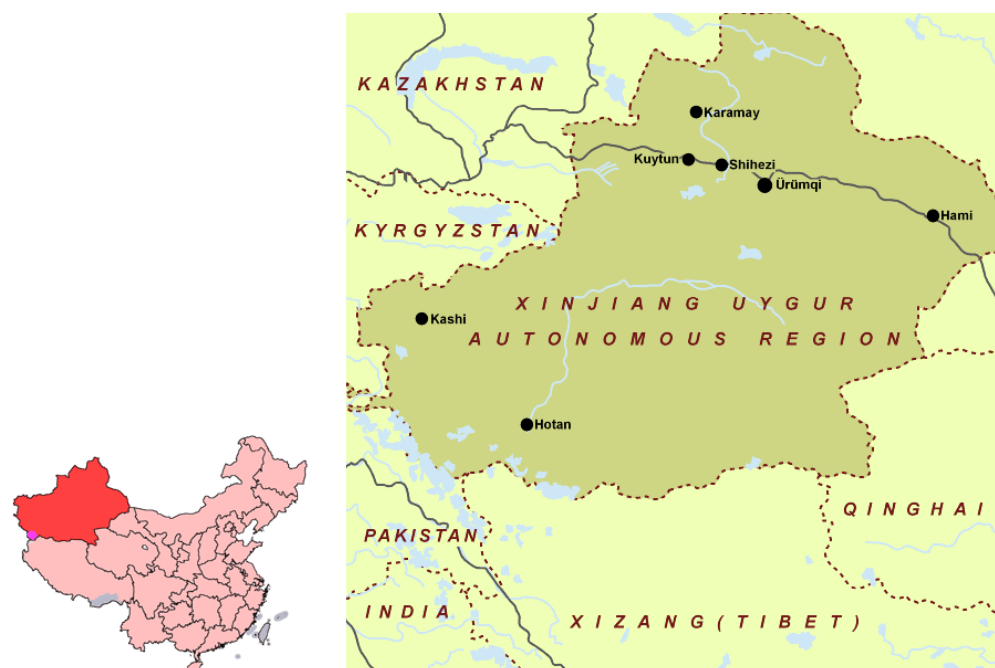 KAZAKHSTAN
Karamay
Kuytun
Shihezi
Ürümqi
Hami
KYRGYZSTAN
XINJIANG UYGUR
AUTONOMOUS REGION
Kashi
Hotan
QINGHAI
PAKISTAN
INDIA
XIZANG (TIBET)